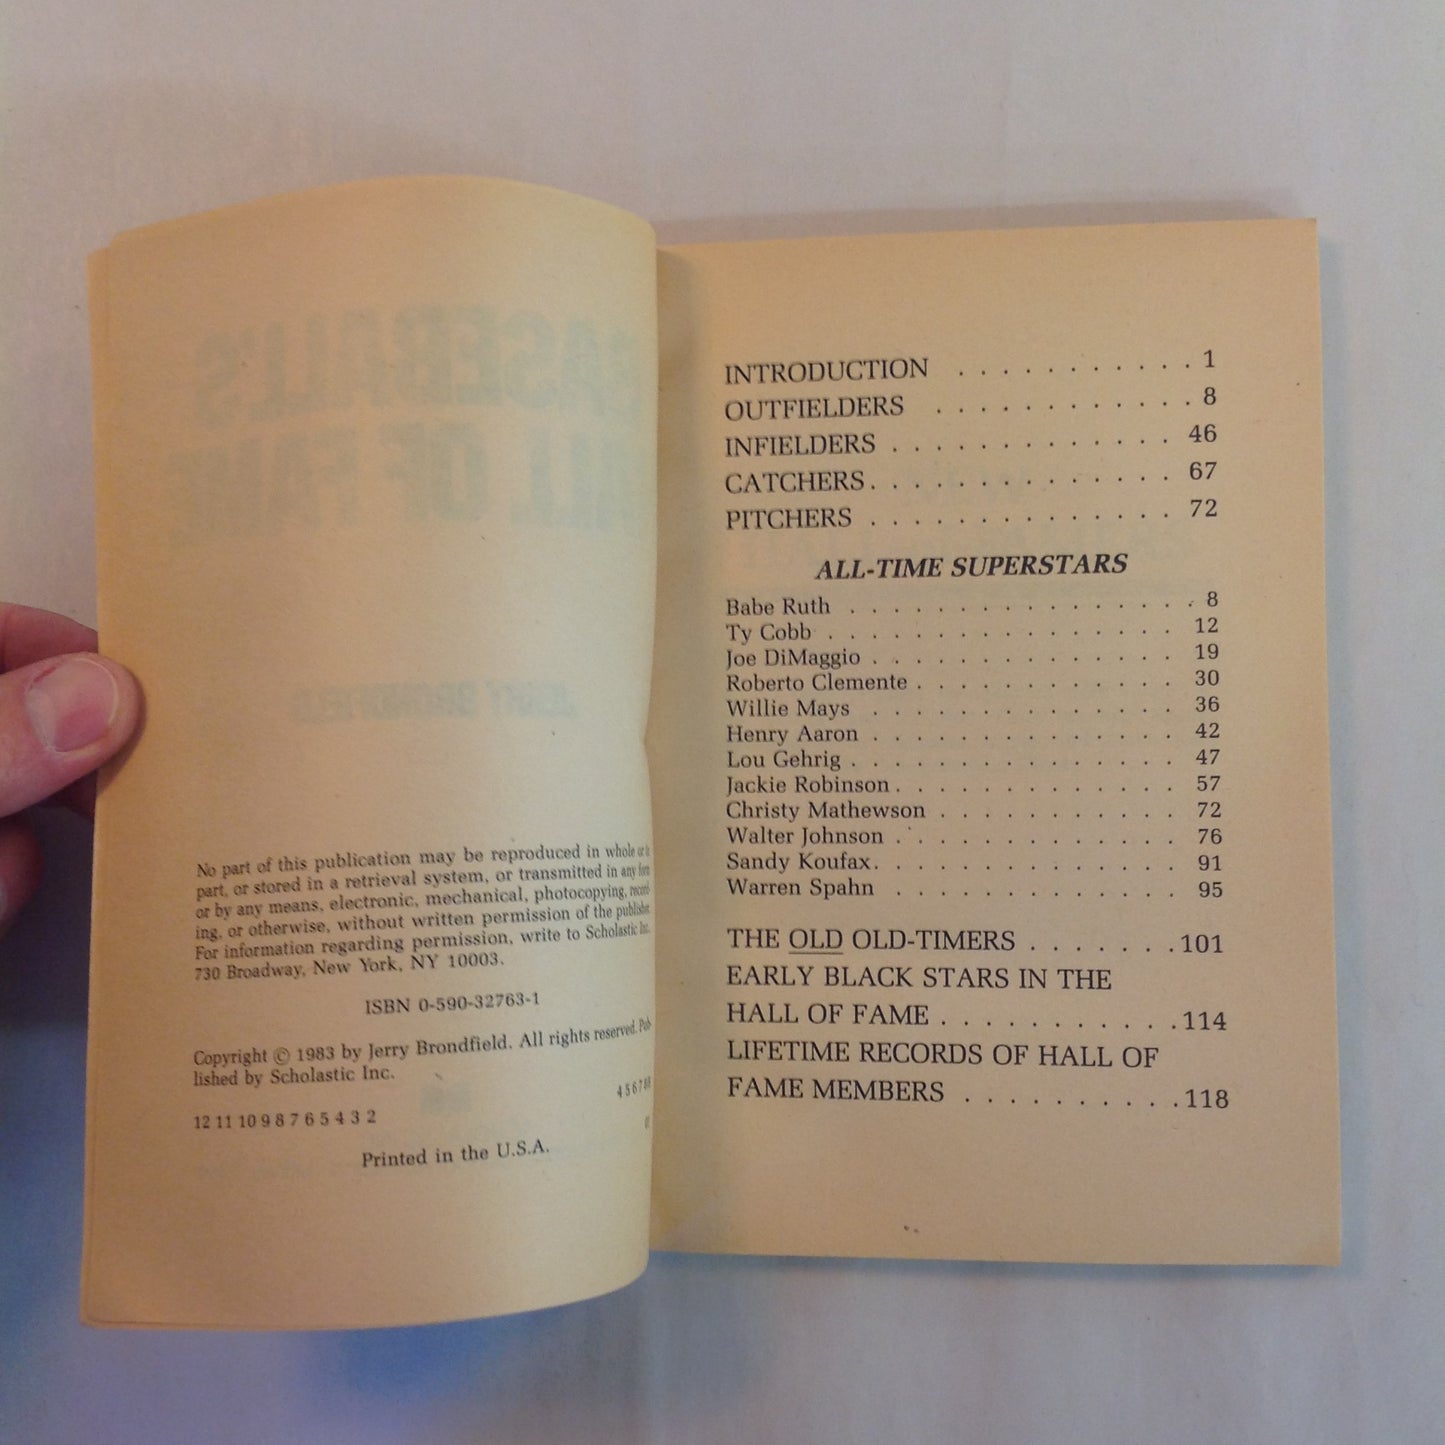 No part of this publication may be reproduced in whole or in
part, or stored in a retrieval system, or transmitted in any form
or by any means, electronic, mechanical, photocopying, record-
ing, or otherwise, without written permission of the publisher.
For information regarding permission, write to Scholastic Inc.
730 Broadway, New York, NY 10003.
ISBN 0-590-32763-1
Copyright © 1983 by Jerry Brondfield. All rights reserved. Pub-
lished by Scholastic Inc.
12 11 10 9 8 7 6 5 4 3 2 4 5 6 7 8
Printed in the U.S.A.
INTRODUCTION . . . . . . . . . . . 1
OUTFIELDERS . . . . . . . . . . . . 8
INFIELDERS . . . . . . . . . . . . . 46
CATCHERS . . . . . . . . . . . . . . 67
PITCHERS . . . . . . . . . . . . . . 72
ALL-TIME SUPERSTARS
Babe Ruth . . . . . . . . . . . . . . . . 8
Ty Cobb . . . . . . . . . . . . . . . . 12
Joe DiMaggio . . . . . . . . . . . . . . 19
Roberto Clemente . . . . . . . . . . . . 30
Willie Mays . . . . . . . . . . . . . . 36
Henry Aaron . . . . . . . . . . . . . . 42
Lou Gehrig . . . . . . . . . . . . . . . 47
Jackie Robinson . . . . . . . . . . . . . 57
Christy Mathewson . . . . . . . . . . . 72
Walter Johnson . . . . . . . . . . . . . 76
Sandy Koufax . . . . . . . . . . . . . . 91
Warren Spahn . . . . . . . . . . . . . 95
THE OLD OLD-TIMERS . . . . . . . 101
EARLY BLACK STARS IN THE
HALL OF FAME . . . . . . . . . . . 114
LIFETIME RECORDS OF HALL OF
FAME MEMBERS . . . . . . . . . . 118